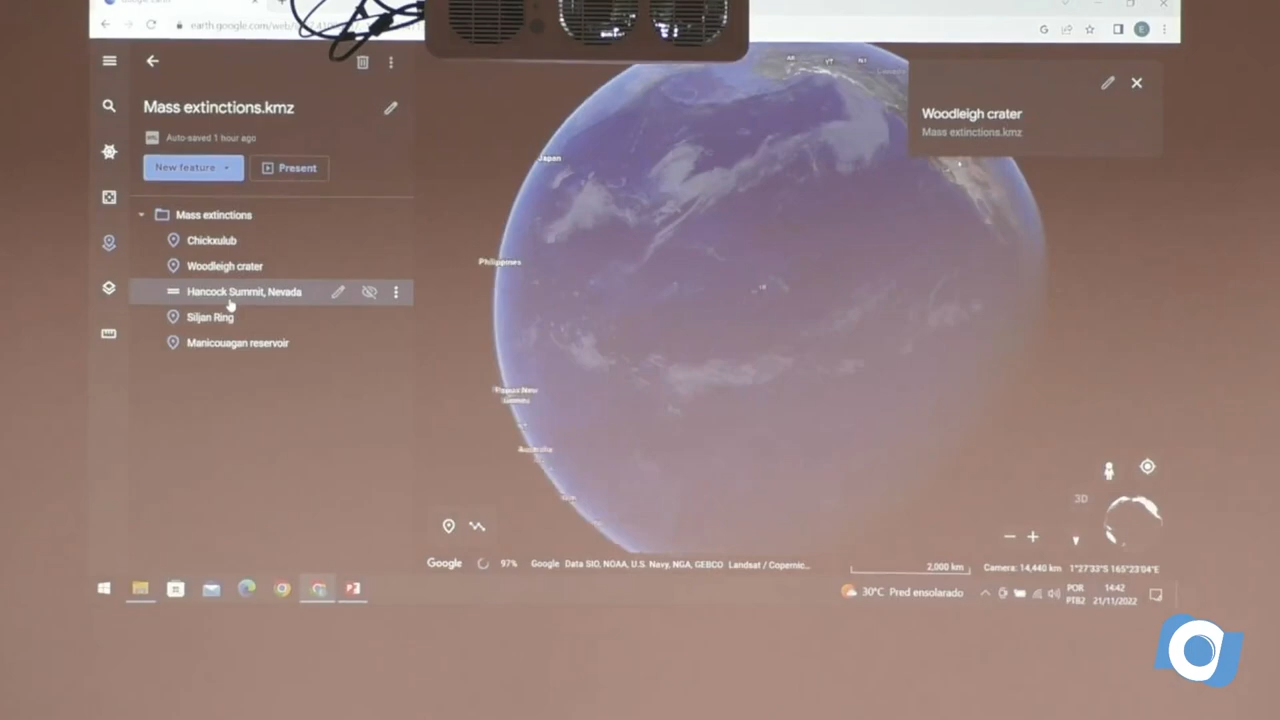 earth.google.com/web/
Mass extinctions.kmz
Auto-saved 1 hour ago
New feature
Present
Mass extinctions
Chickxulub
Woodleigh crater
Hancock Summit, Nevada
Siljan Ring
Manicouagan reservoir
Woodleigh crater
Mass extinctions.kmz
Japan
Philippines
Papua New
Guinea
Australia
3D
Google
97%
Google Data SIO, NOAA, U.S. Navy, NGA, GEBCO Landsat / Copernic...
2,000 km
Camera: 14,440 km 1°27'33"S 165°23'04"E
30°C Pred ensolarado
POR
PTB2
14:42
21/11/2022